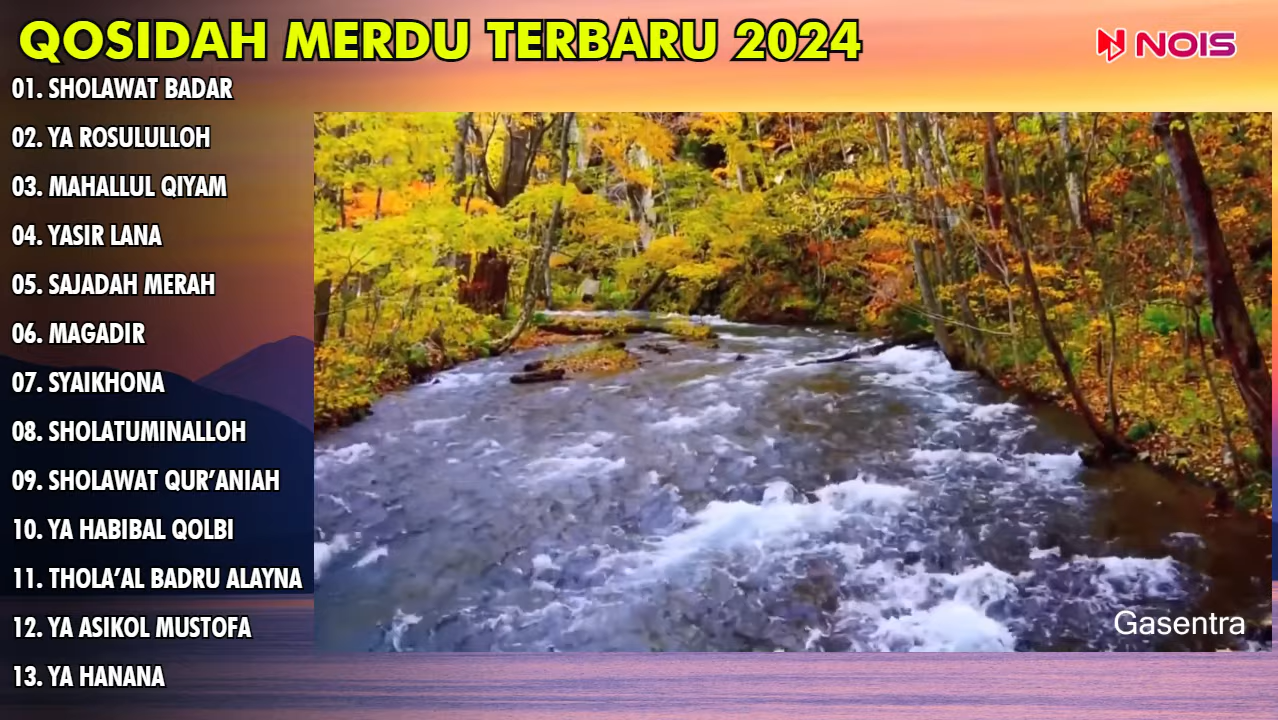 QOSIDAH MERDU TERBARU 2024
NOIS
01. SHOLAWAT BADAR
02. YA ROSULULLOH
03. MAHALLUL QIYAM
04. YASIR LANA
05. SAJADAH MERAH
06. MAGADIR
07. SYAIKHONA
08. SHOLATUMINALLOH
09. SHOLAWAT QUR’ANIAH
10. YA HABIBAL QOLBI
11. THOLA’AL BADRU ALAYNA
12. YA ASIKOL MUSTOFA
13. YA HANANA
Gasentra